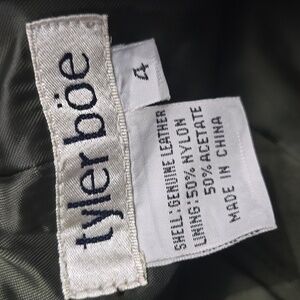 tyler böe
4
SHELL: GENUINE LEATHER
LINING: 50% NYLON
50% ACETATE
MADE IN CHINA